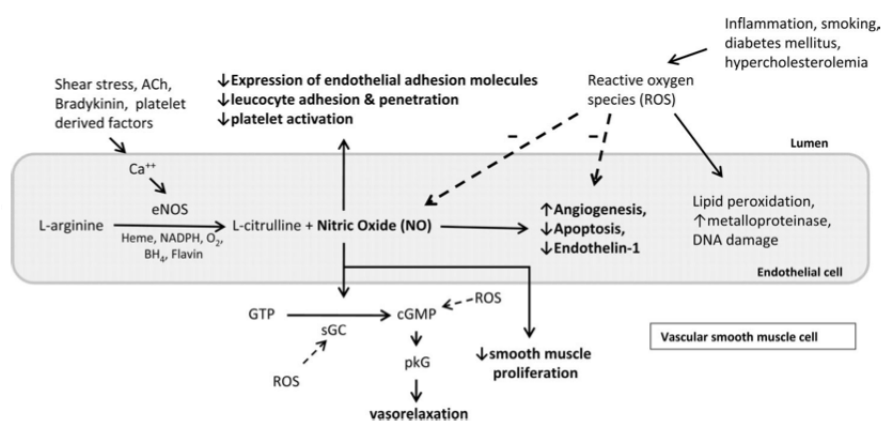 Inflammation, smoking,
diabetes mellitus,
hypercholesterolemia
Shear stress, ACh,
Bradykinin, platelet
derived factors
↓Expression of endothelial adhesion molecules
↓leucocyte adhesion & penetration
↓platelet activation
Reactive oxygen
species (ROS)
– –
Lumen
Ca⁺⁺
eNOS
L-arginine
Heme, NADPH, O₂,
BH₄, Flavin
L-citrulline + Nitric Oxide (NO)
↑Angiogenesis,
↓Apoptosis,
↓Endothelin-1
Lipid peroxidation,
↑metalloproteinase,
DNA damage
Endothelial cell
GTP
sGC
cGMP
ROS
ROS
pkG
vasorelaxation
↓smooth muscle
proliferation
Vascular smooth muscle cell